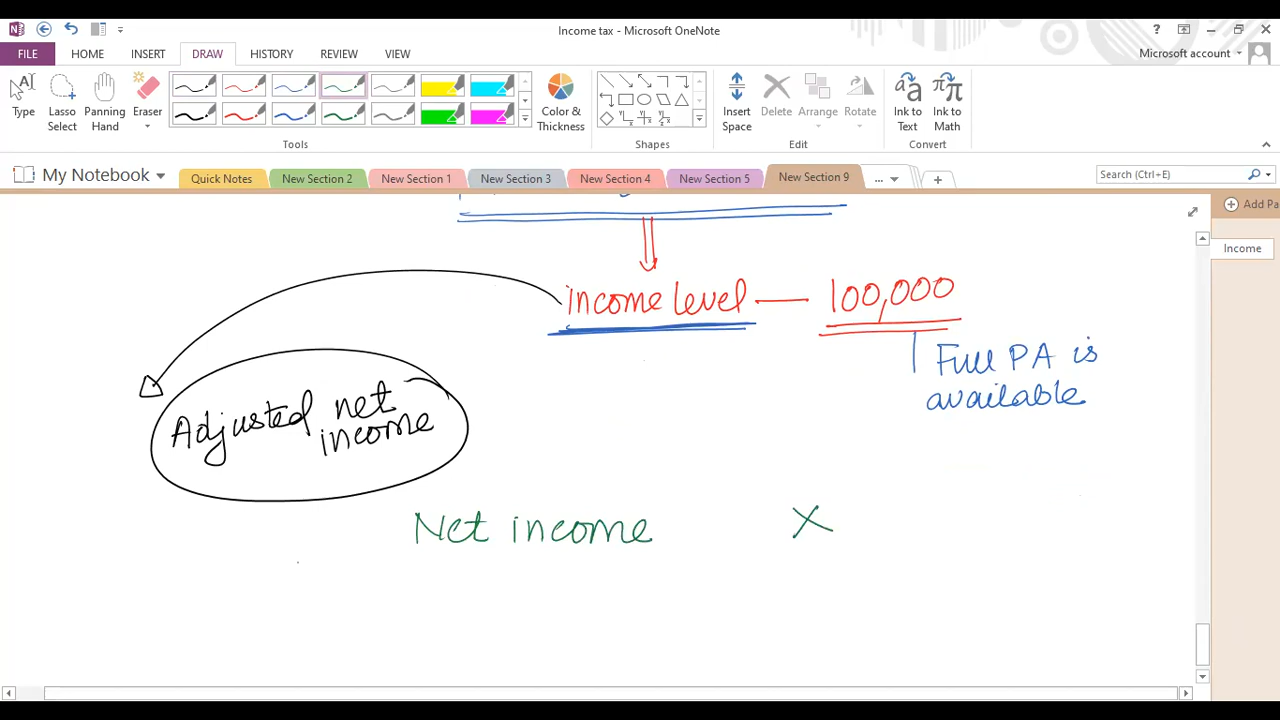 Income tax - Microsoft OneNote
?
FILE
HOME
INSERT
DRAW
HISTORY
REVIEW
VIEW
Microsoft account
Type
Lasso
Select
Panning
Hand
Eraser
Color &
Thickness
Insert
Space
Delete
Arrange
Rotate
Ink to
Text
Ink to
Math
Tools
Shapes
Edit
Convert
My Notebook
Quick Notes
New Section 2
New Section 1
New Section 3
New Section 4
New Section 5
New Section 9
...
Search (Ctrl+E)
Add Pa
Income
income level — 100,000
Full PA is
available
Adjusted net
income
Net income X